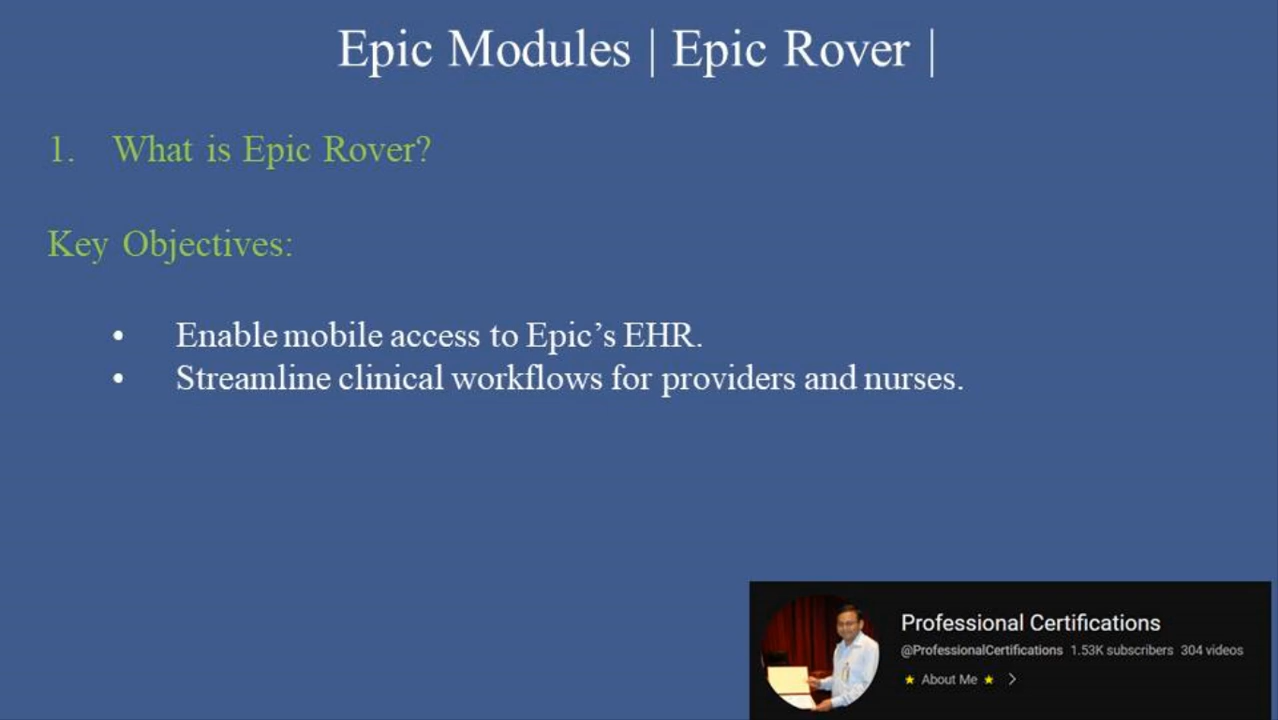 Epic Modules | Epic Rover |
1. What is Epic Rover?
Key Objectives:
• Enable mobile access to Epic’s EHR.
• Streamline clinical workflows for providers and nurses.
Professional Certifications
@ProfessionalCertifications 1.53K subscribers 304 videos
★ About Me ★ >